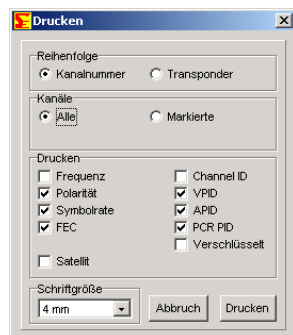 Drucken
Reihenfolge
Kanalnummer Transponder
Kanäle
Alle Markierte
Drucken
Frequenz Channel ID
Polarität VPID
Symbolrate APID
FEC PCR PID
Verschlüsselt
Satellit
Schriftgröße
4 mm Abbruch Drucken